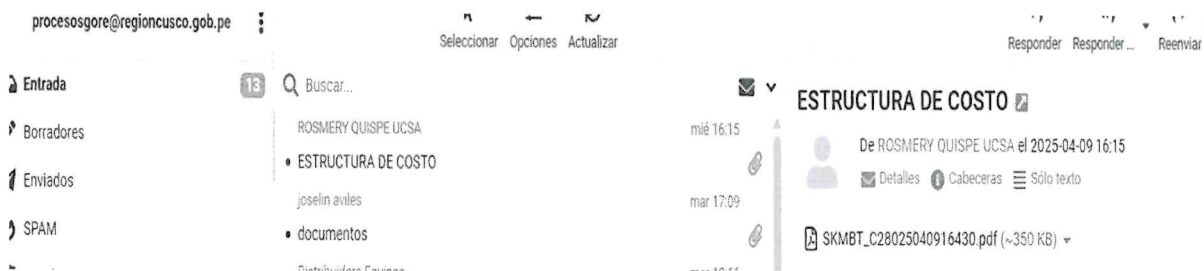 procesosgore@regioncusco.gob.pe
Seleccionar Opciones Actualizar
Responder Responder ... Reenviar
Entrada 13
Borradores
Enviados
SPAM
Buscar...
ROSMERY QUISPE UCSA mié 16:15
• ESTRUCTURA DE COSTO
joselin aviles mar 17:09
• documentos
ESTRUCTURA DE COSTO
De ROSMERY QUISPE UCSA el 2025-04-09 16:15
Detalles Cabeceras Sólo texto
SKMBT_C28025040916430.pdf (~350 KB)